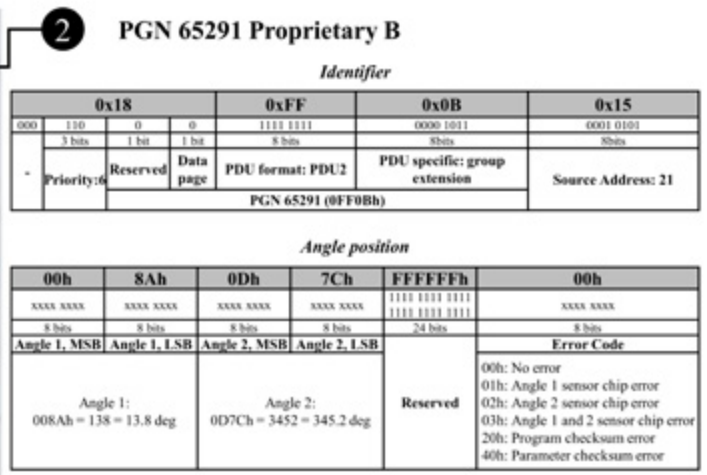 2 PGN 65291 Proprietary B
Identifier
0x18 0xFF 0x0B 0x15
000 110 0 0 1111 1111 0000 1011 0001 0101
3 bits 1 bit 1 bit 8 bits 8bits 8bits
- Priority:6 Reserved Data page PDU format: PDU2 PDU specific: group extension Source Address: 21
PGN 65291 (0FF0Bh)
Angle position
00h 8Ah 0Dh 7Ch FFFFFFh 00h
xxxx xxxx xxxx xxxx xxxx xxxx xxxx xxxx 1111 1111 1111 xxxx xxxx
1111 1111 1111
8 bits 8 bits 8 bits 8 bits 24 bits 8 bits
Angle 1, MSB Angle 1, LSB Angle 2, MSB Angle 2, LSB Reserved Error Code
Angle 1:
008Ah = 138 = 13.8 deg
Angle 2:
0D7Ch = 3452 = 345.2 deg
00h: No error
01h: Angle 1 sensor chip error
02h: Angle 2 sensor chip error
03h: Angle 1 and 2 sensor chip error
20h: Program checksum error
40h: Parameter checksum error